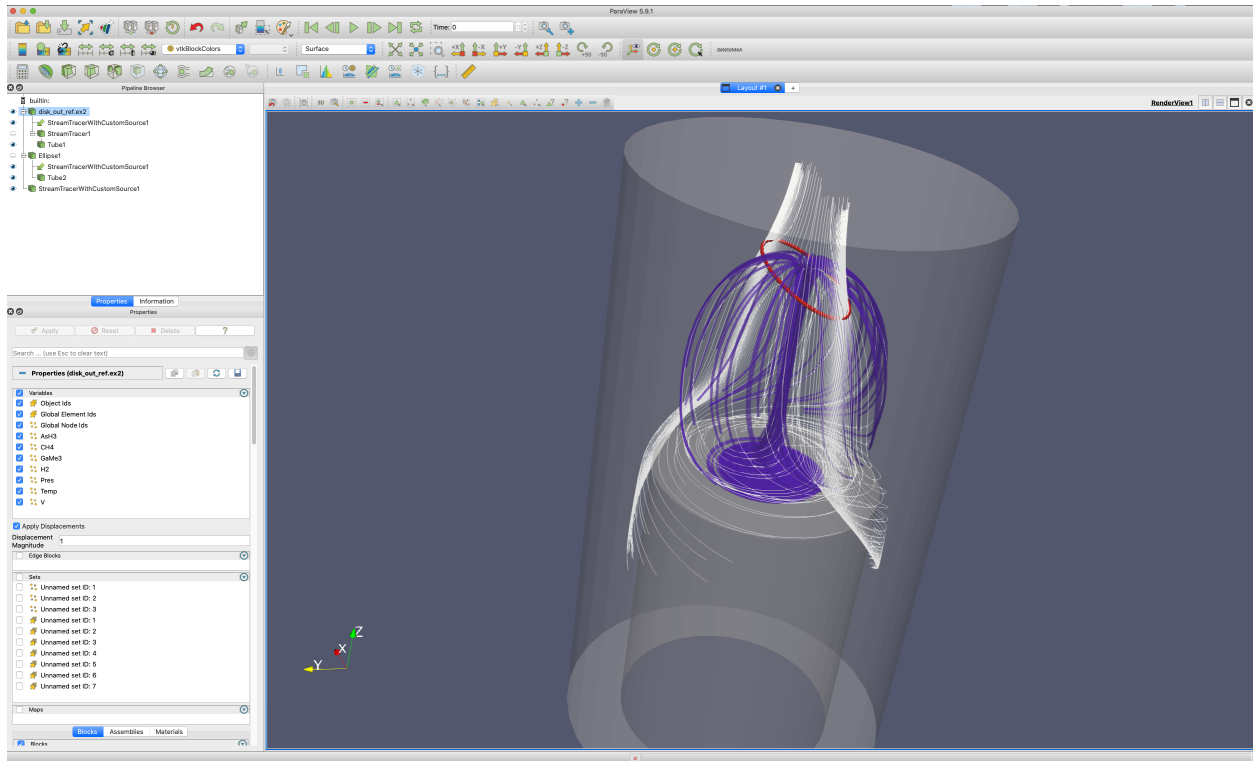 ParaView 5.9.1
Time: 0
vtkBlockColors
Surface
+X
-X
+Y
-Y
+Z
-Z
+90
-90
deleteMeA
Pipeline Browser
Layout #1
+
builtin:
3D
RenderView1
disk_out_ref.ex2
StreamTracerWithCustomSource1
StreamTracer1
Tube1
Ellipse1
StreamTracerWithCustomSource1
Tube2
StreamTracerWithCustomSource1
Properties Information
Properties
Apply Reset Delete ?
Search ... (use Esc to clear text)
Properties (disk_out_ref.ex2)
Variables
Object Ids
Global Element Ids
Global Node Ids
AsH3
CH4
GaMe3
H2
Pres
Temp
V
Apply Displacements
Displacement
Magnitude
1
Edge Blocks
Sets
Unnamed set ID: 1
Unnamed set ID: 2
Unnamed set ID: 3
Unnamed set ID: 1
Unnamed set ID: 2
Unnamed set ID: 3
Unnamed set ID: 4
Unnamed set ID: 5
Unnamed set ID: 6
Unnamed set ID: 7
Maps
Blocks Assemblies Materials
Blocks
Z
X
Y